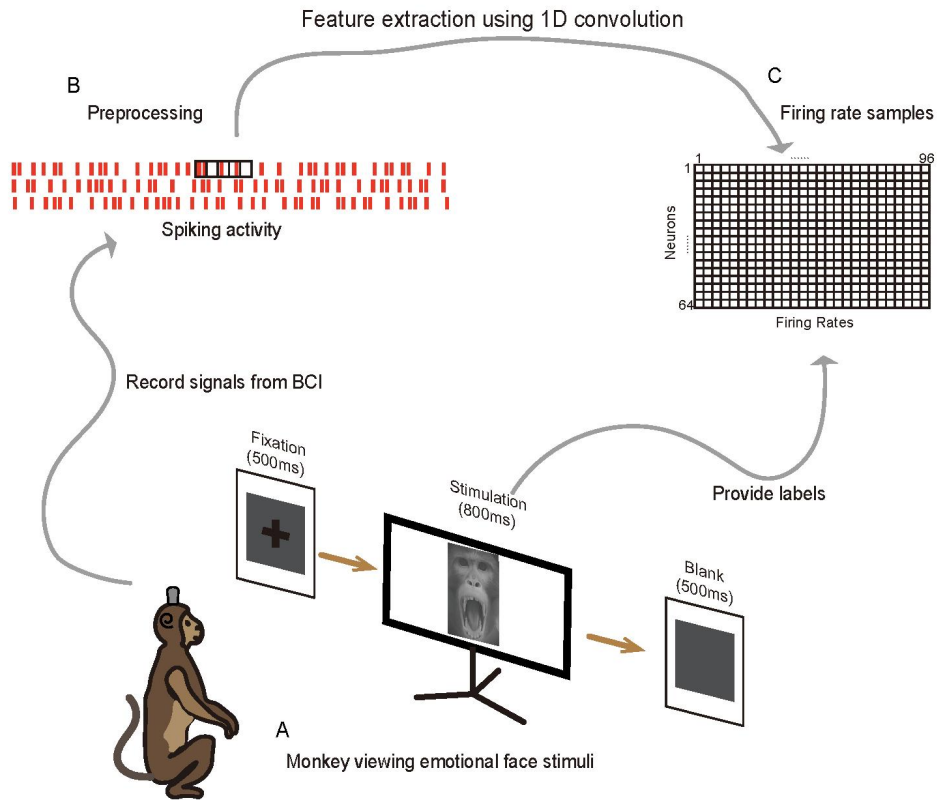 Feature extraction using 1D convolution
B
Preprocessing
C
Firing rate samples
1 ...... 96
1
Neurons
......
64
Firing Rates
Spiking activity
Record signals from BCI
Fixation
(500ms)
Stimulation
(800ms)
Provide labels
Blank
(500ms)
A
Monkey viewing emotional face stimuli